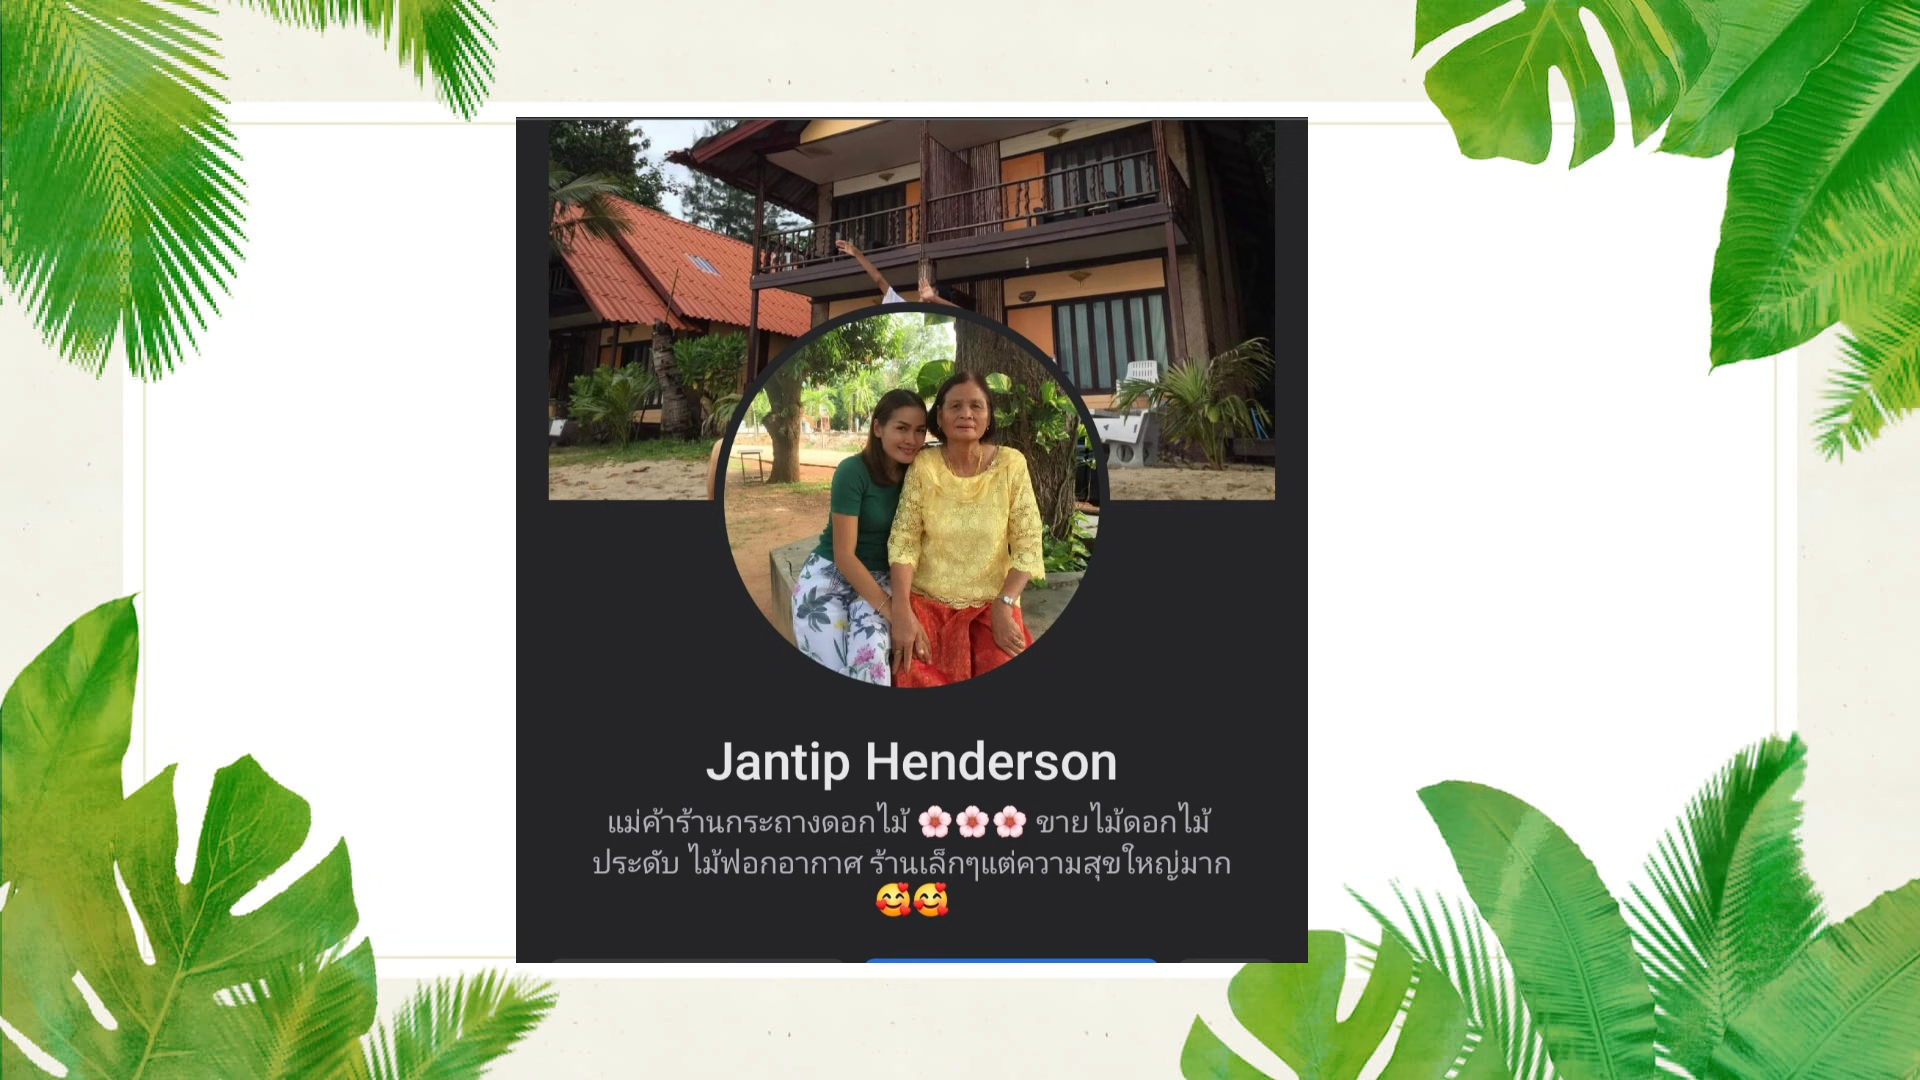 Jantip Henderson
แม่ค้าร้านกระถางดอกไม้ 🌸🌸🌸 ขายไม้ดอกไม้
ประดับ ไม้ฟอกอากาศ ร้านเล็กๆแต่ความสุขใหญ่มาก
🥰🥰